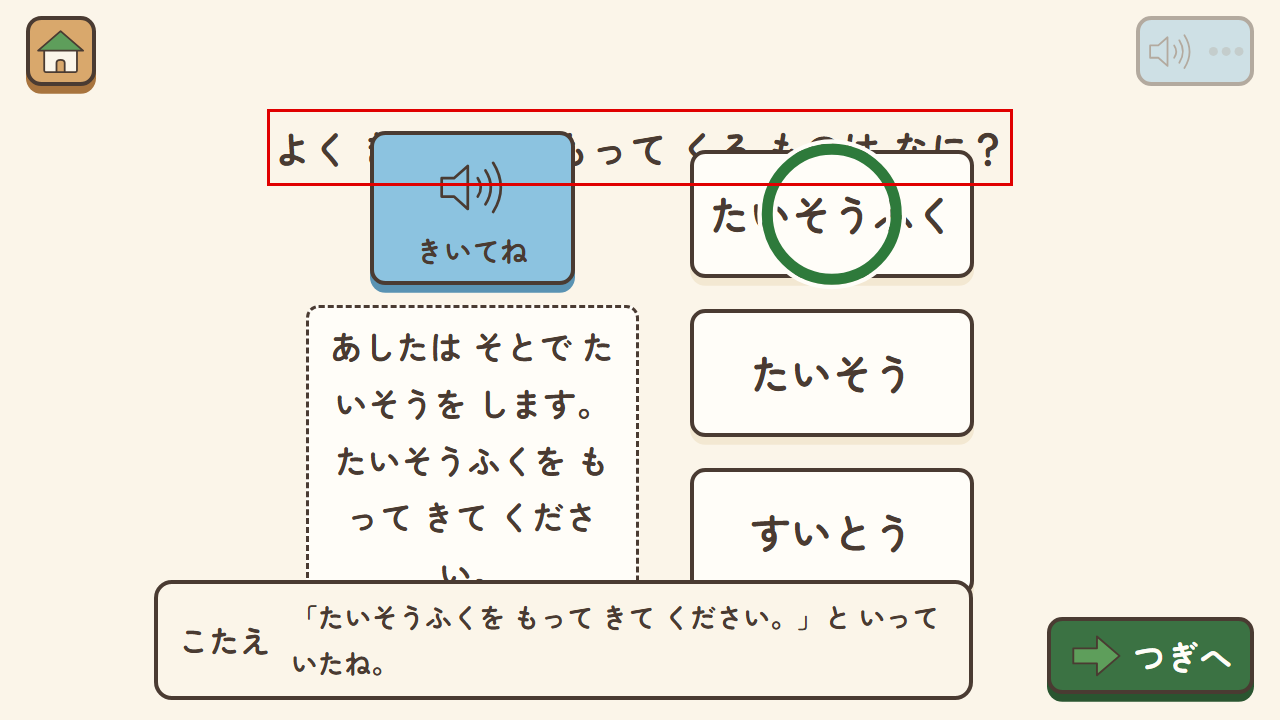 よく もって くる ものは なに？
きいてね
たいそうふく
あしたは そとで た
いそうを します。
たいそうふくを も
って きて くださ
い。
たいそう
すいとう
こたえ
「たいそうふくを もって きて ください。」と いって
いたね。
つぎへ